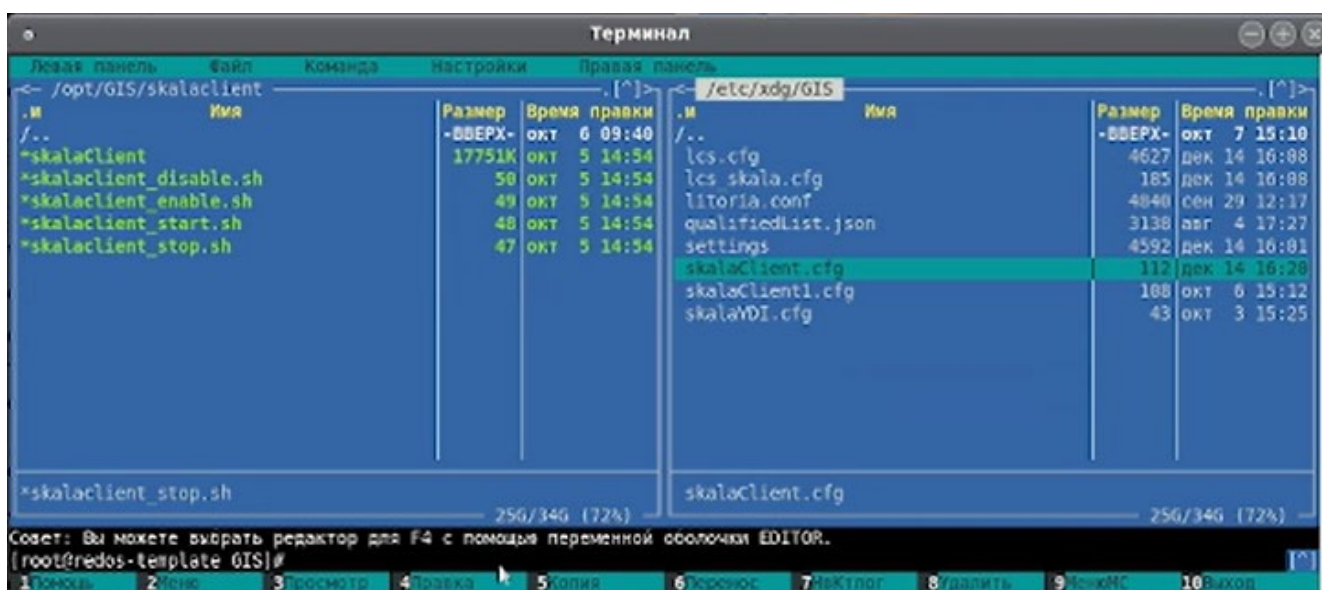 Терминал
Левая панель Файл Команда Настройки Правая панель
<— /opt/GIS/skalaclient .[^]>
.и Имя Размер Время правки
/.. -ВВЕРХ- окт 6 09:40
*skalaClient 17751K окт 5 14:54
*skalaclient_disable.sh 50 окт 5 14:54
*skalaclient_enable.sh 49 окт 5 14:54
*skalaclient_start.sh 48 окт 5 14:54
*skalaclient_stop.sh 47 окт 5 14:54
*skalaclient_stop.sh
25G/34G (72%)
<— /etc/xdg/GIS .[^]>
.и Имя Размер Время правки
/.. -ВВЕРХ- окт 7 15:10
lcs.cfg 4627 дек 14 16:08
lcs_skala.cfg 185 дек 14 16:08
litoria.conf 4840 сен 29 12:17
qualifiedList.json 3138 авг 4 17:27
settings 4592 дек 14 16:01
skalaClient.cfg 112 дек 14 16:28
skalaClient1.cfg 108 окт 6 15:12
skalaVDI.cfg 43 окт 3 15:25
skalaClient.cfg
25G/34G (72%)
Совет: Вы можете выбрать редактор для F4 с помощью переменной оболочки EDITOR.
[root@redos-template GIS]# [^]
1Помощь 2Меню 3Просмотр 4Правка 5Копия 6Перенос 7НвКтлог 8Удалить 9МенюMC 10Выход